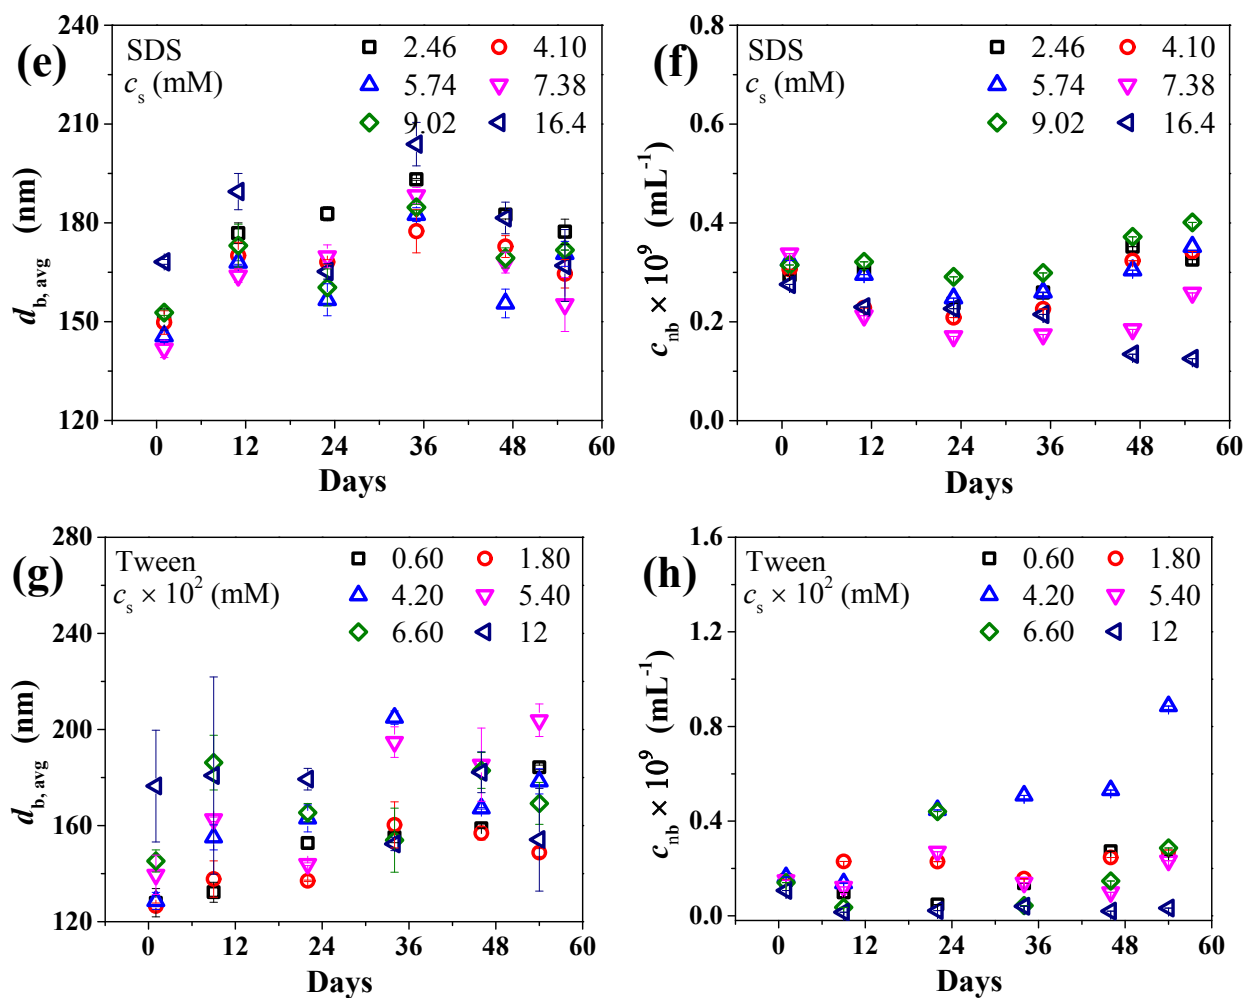 (e)
SDS
c_s (mM)
2.46 4.10
5.74 7.38
9.02 16.4
240
210
180
150
120
d_b, avg (nm)
0 12 24 36 48 60
Days
(f)
SDS
c_s (mM)
2.46 4.10
5.74 7.38
9.02 16.4
0.8
0.6
0.4
0.2
0.0
c_nb × 10^9 (mL^-1)
0 12 24 36 48 60
Days
(g)
Tween
c_s × 10^2 (mM)
0.60 1.80
4.20 5.40
6.60 12
280
240
200
160
120
d_b, avg (nm)
0 12 24 36 48 60
Days
(h)
Tween
c_s × 10^2 (mM)
0.60 1.80
4.20 5.40
6.60 12
1.6
1.2
0.8
0.4
0.0
c_nb × 10^9 (mL^-1)
0 12 24 36 48 60
Days